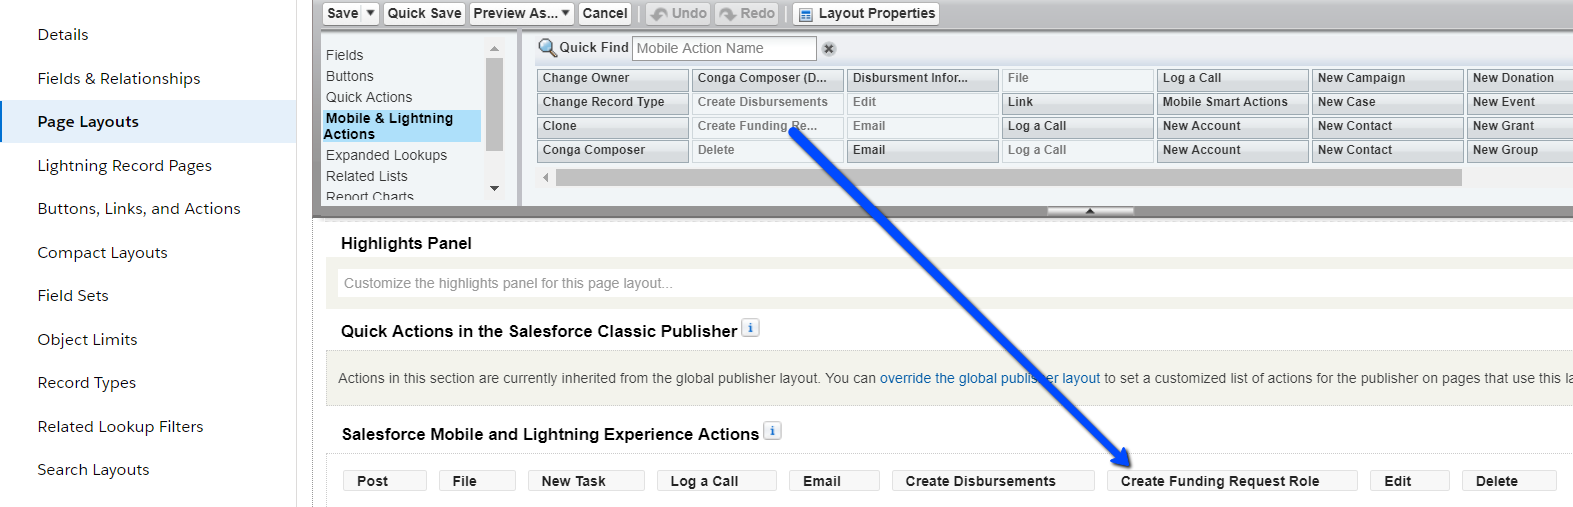 Details
Fields & Relationships
Page Layouts
Lightning Record Pages
Buttons, Links, and Actions
Compact Layouts
Field Sets
Object Limits
Record Types
Related Lookup Filters
Search Layouts
Save Quick Save Preview As... Cancel Undo Redo Layout Properties
Fields
Buttons
Quick Actions
Mobile & Lightning
Actions
Expanded Lookups
Related Lists
Report Charts
Quick Find Mobile Action Name
Change Owner Conga Composer (D... Disbursment Infor... File Log a Call New Campaign New Donation
Change Record Type Create Disbursements Edit Link Mobile Smart Actions New Case New Event
Clone Create Funding Re... Email Log a Call New Account New Contact New Grant
Conga Composer Delete Email Log a Call New Account New Contact New Group
Highlights Panel
Customize the highlights panel for this page layout...
Quick Actions in the Salesforce Classic Publisher i
Actions in this section are currently inherited from the global publisher layout. You can override the global publisher layout to set a customized list of actions for the publisher on pages that use this la
Salesforce Mobile and Lightning Experience Actions i
Post File New Task Log a Call Email Create Disbursements Create Funding Request Role Edit Delete